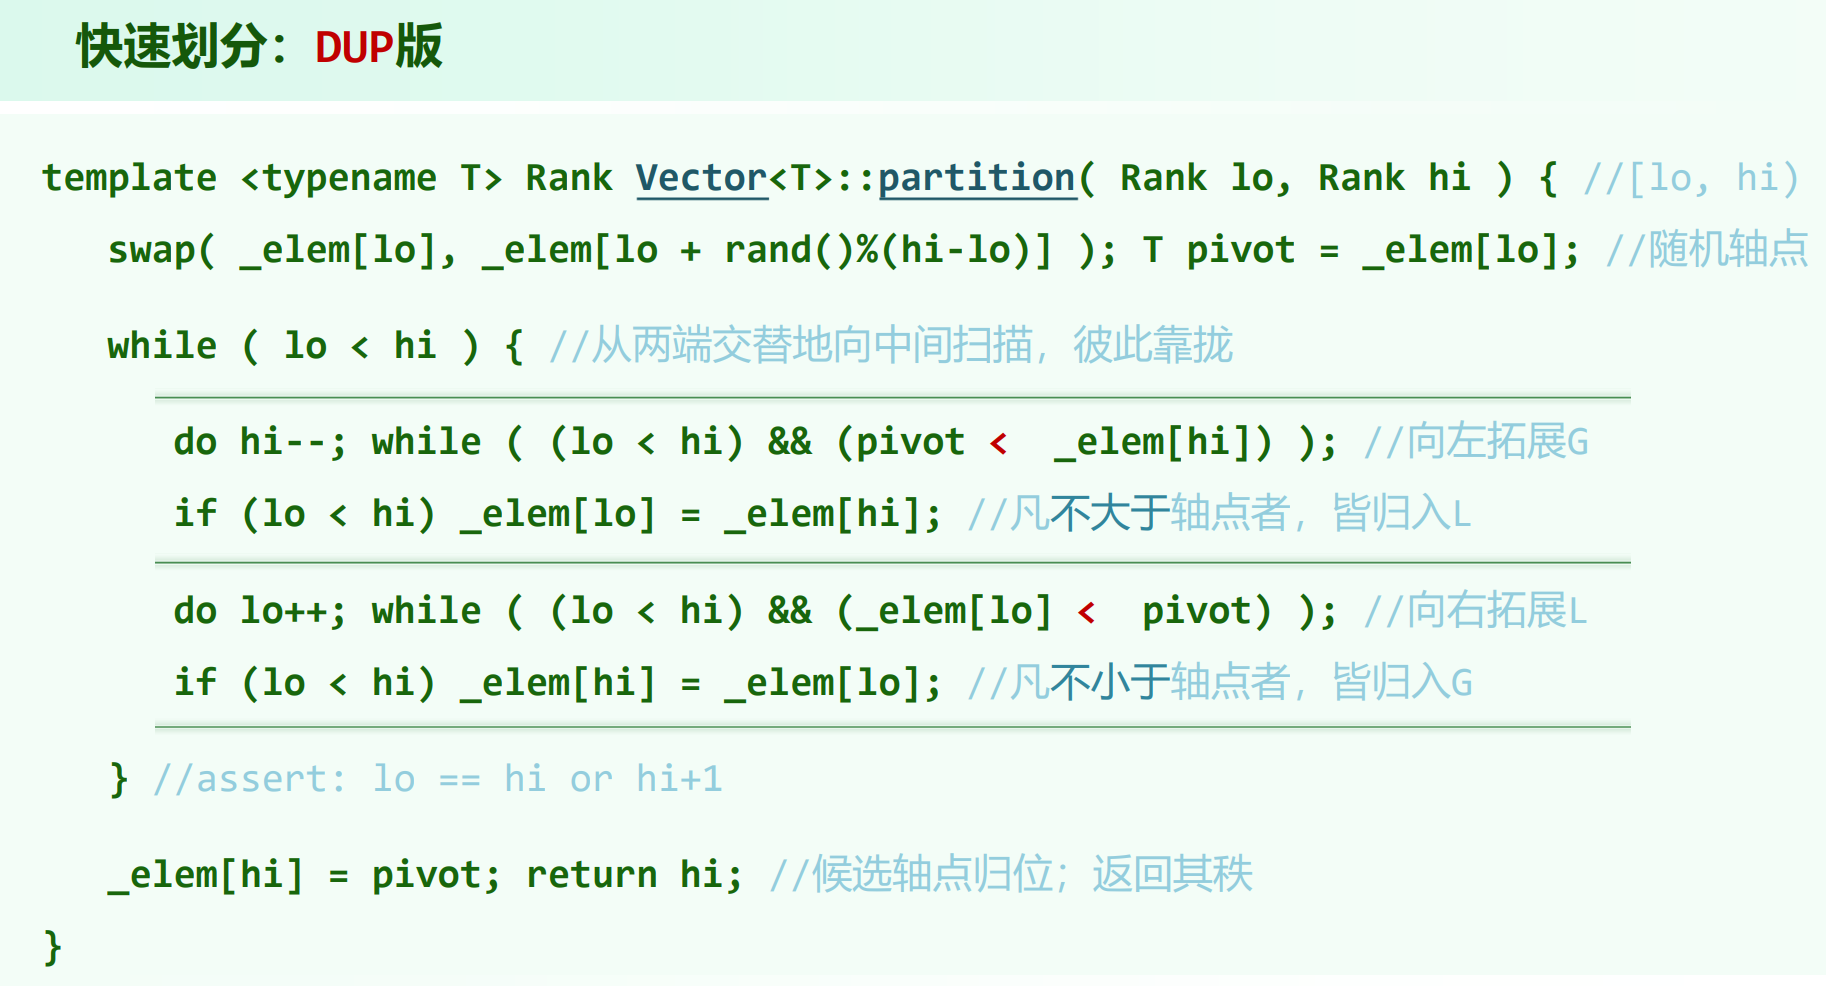 快速划分：DUP版
template <typename T> Rank Vector<T>::partition( Rank lo, Rank hi ) { //[lo, hi)
swap( _elem[lo], _elem[lo + rand()%(hi-lo)] ); T pivot = _elem[lo]; //随机轴点
while ( lo < hi ) { //从两端交替地向中间扫描，彼此靠拢
do hi--; while ( (lo < hi) && (pivot < _elem[hi]) ); //向左拓展G
if (lo < hi) _elem[lo] = _elem[hi]; //凡不大于轴点者，皆归入L
do lo++; while ( (lo < hi) && (_elem[lo] < pivot) ); //向右拓展L
if (lo < hi) _elem[hi] = _elem[lo]; //凡不小于轴点者，皆归入G
} //assert: lo == hi or hi+1
_elem[hi] = pivot; return hi; //候选轴点归位；返回其秩
}